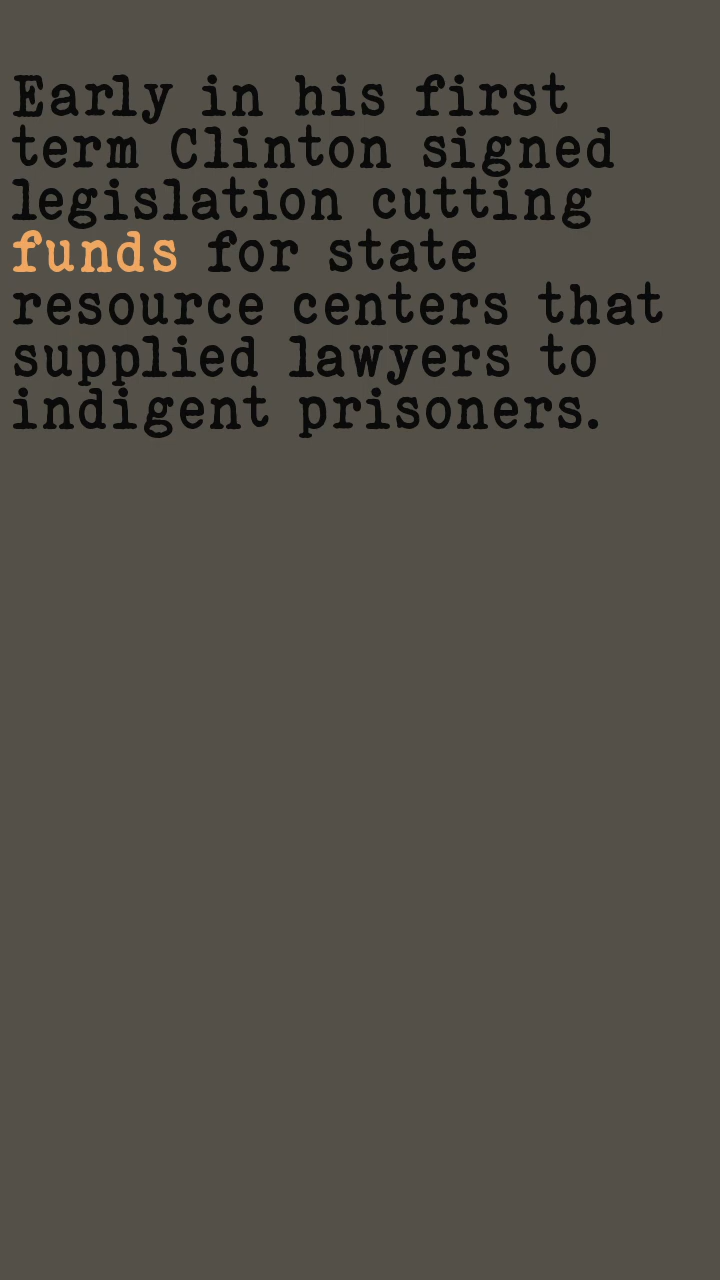 Early in his first
term Clinton signed
legislation cutting
funds for state
resource centers that
supplied lawyers to
indigent prisoners.